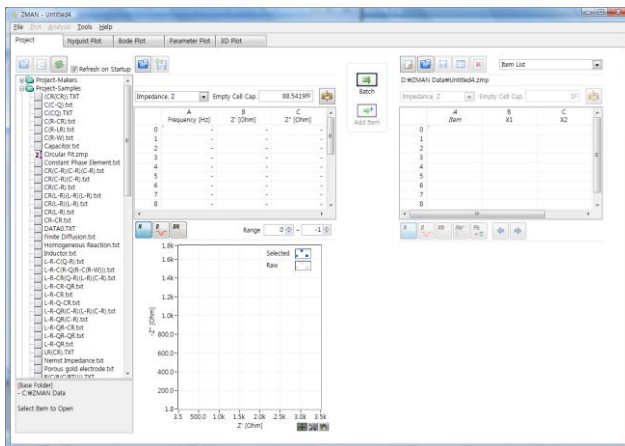 ZMAN - Untitled4
File Plot Analysis Tools Help
Project Nyquist Plot Bode Plot Parameter Plot 3D Plot
Refresh on Startup
Project-Makers
Project-Samples
(CR(CR)).TXT
C(C-Q).txt
C(CQ).TXT
C(R-CR).txt
C(R-LR).txt
C(R-W).txt
Capacitor.txt
Circular Fit.zmp
Constant Phase Element.txt
CR(C-R)(C-R)(C-R).txt
CR(C-R)(C-R).txt
CR(C-R).txt
CR(L-R)(L-R)(L-R).txt
CR(L-R)(L-R).txt
CR(L-R).txt
CR-CR.txt
DATA0.TXT
Finite Diffusion.txt
Homogeneous Reaction.txt
Inductor.txt
L-R-C(Q-R).txt
L-R-C(R-Q(R-C(R-W))).txt
L-R-CR-Q(R)(L-R)(C-R).txt
L-R-CR-QR.txt
L-R-CR.txt
L-R-Q-CR.txt
L-R-QR(C-R)(L-R)(C-R).txt
L-R-QR(C-R).txt
L-R-QR-CR.txt
L-R-QR-QR.txt
L-R-QR.txt
LR(CR).TXT
Nernst Impedance.txt
Porous gold electrode.txt
[Base Folder]
- C:₩ZMAN Data
Select Item to Open
Impedance, Z Empty Cell Cap. 88.5419F
A B C
Frequency [Hz] Z' [Ohm] Z" [Ohm]
0 - - -
1 - - -
2 - - -
3 - - -
4 - - -
5 - - -
6 - - -
7 - - -
8 - - -
N B BN Range 0 ~ -1
Selected
Raw
-Z" [Ohm]
1.8k
1.6k
1.4k
1.2k
1.0k
800.0
600.0
400.0
200.0
1.8
3.5 500.0 1.0k 1.5k 2.0k 2.5k 3.0k 3.5k
Z' [Ohm]
Batch
Add Item
Item List
C:₩ZMAN Data₩Untitled4.zmp
Impedance, Z Empty Cell Cap. 1F
A B C
Item X1 X2
0
1
2
3
4
5
6
7
8
N B BN Par Fit